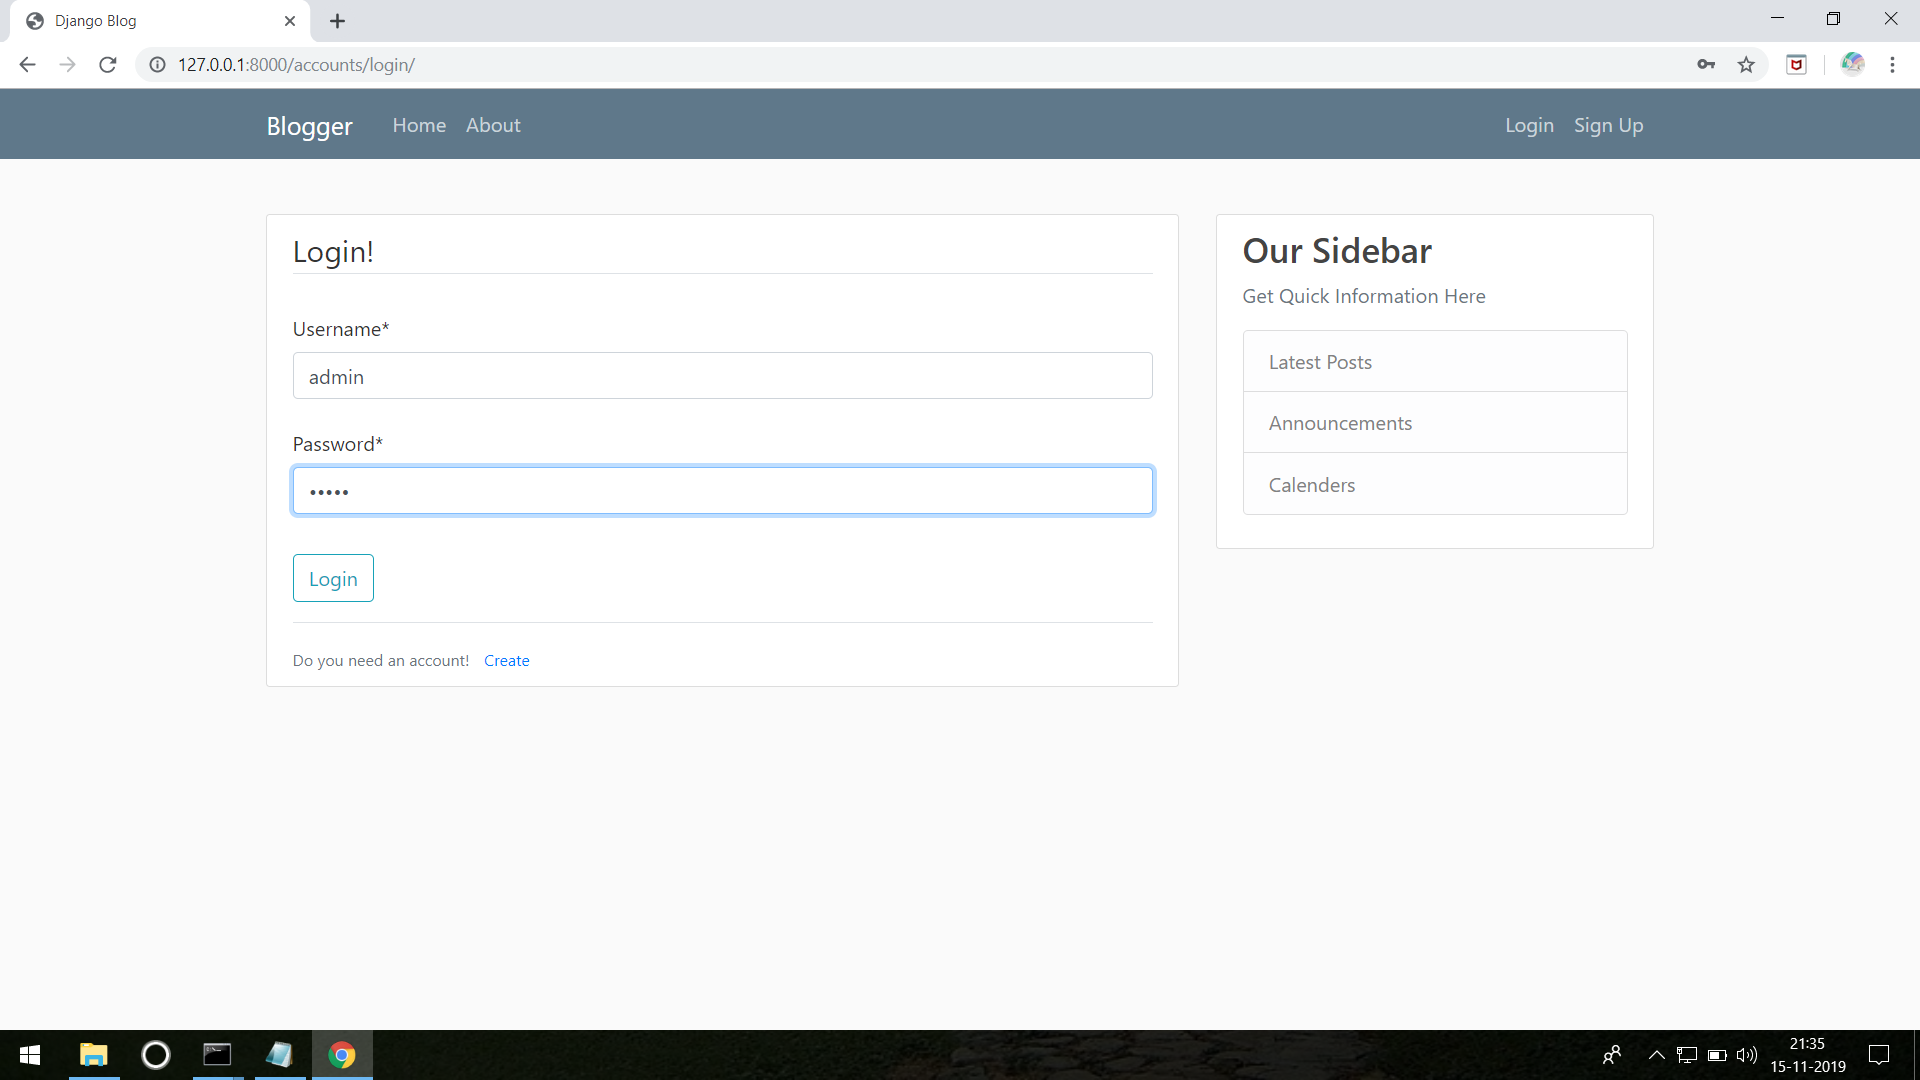 Django Blog
127.0.0.1:8000/accounts/login/
Blogger Home About Login Sign Up
Login!
Username*
admin
Password*
•••••
Login
Do you need an account! Create
Our Sidebar
Get Quick Information Here
Latest Posts
Announcements
Calenders
21:35
15-11-2019